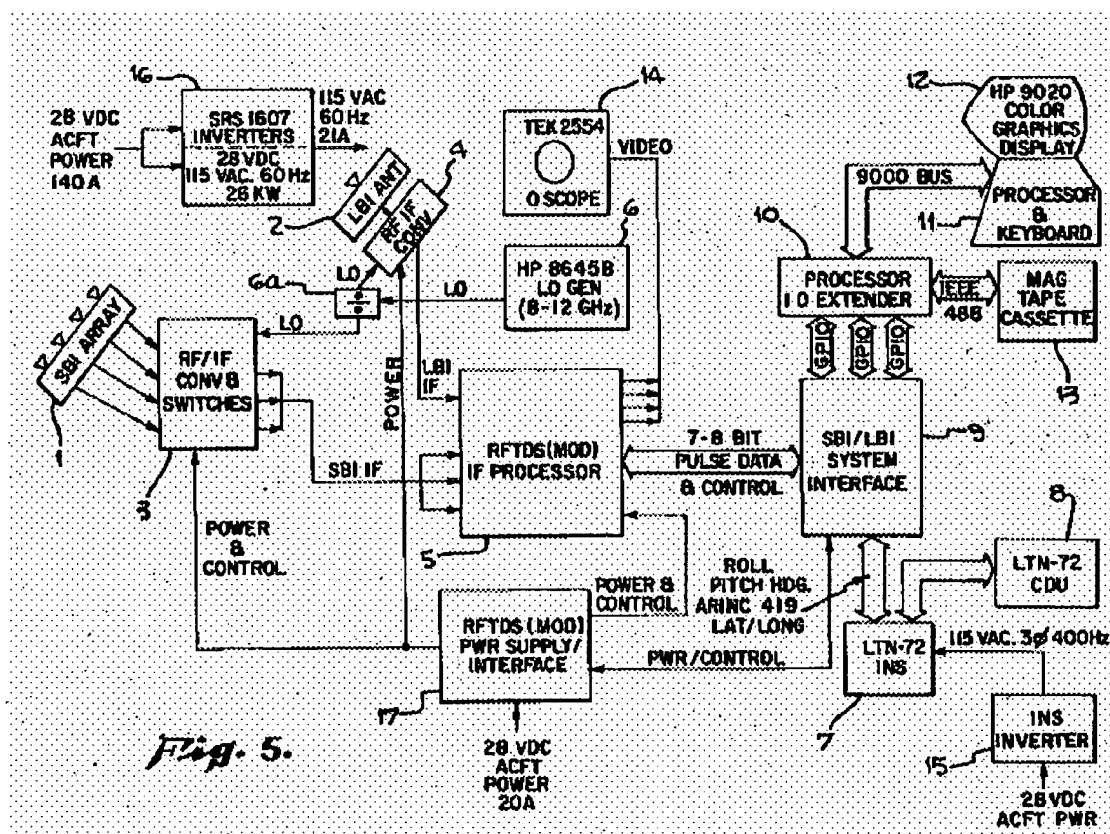 16
28 VDC
ACFT
POWER
140 A
SRS 1607
INVERTERS
28 VDC
115 VAC. 60 Hz
26 KW
115 VAC
60 Hz
21A
14
TEK 2554
O SCOPE
VIDEO
12
HP 9020
COLOR
GRAPHICS
DISPLAY
9000 BUS
PROCESSOR
&
KEYBOARD
11
2
LBI ANT
4
RF IF
CONV
6
HP 8645B
LO GEN
(8-12 GHz)
LO
6a
÷
LO
LO
10
PROCESSOR
I O EXTENDER
IEEE
488
MAG
TAPE
CASSETTE
13
GPIO
GPIO
GPIO
SBI ARRAY
1
RF/IF
CONV &
SWITCHES
3
SBI IF
POWER
LBI
IF
RFTDS (MOD)
IF PROCESSOR
5
7-8 BIT
PULSE DATA
& CONTROL
SBI/LBI
SYSTEM
INTERFACE
9
POWER
&
CONTROL
POWER &
CONTROL
RFTDS (MOD)
PWR SUPPLY/
INTERFACE
17
28 VDC
ACFT
POWER
20A
PWR/CONTROL
ROLL
PITCH HDG.
ARINC 419
LAT/LONG
8
LTN-72
CDU
LTN-72
INS
7
115 VAC. 3ø 400Hz
INS
INVERTER
15
28 VDC
ACFT PWR
Fig. 5.